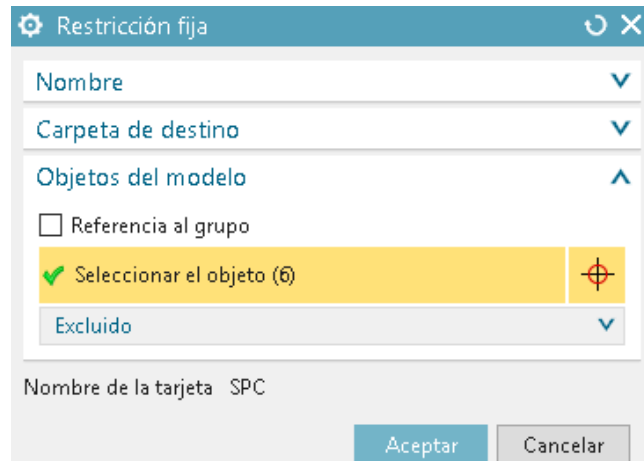 Restricción fija
Nombre
Carpeta de destino
Objetos del modelo
Referencia al grupo
Seleccionar el objeto (6)
Excluido
Nombre de la tarjeta SPC
Aceptar Cancelar